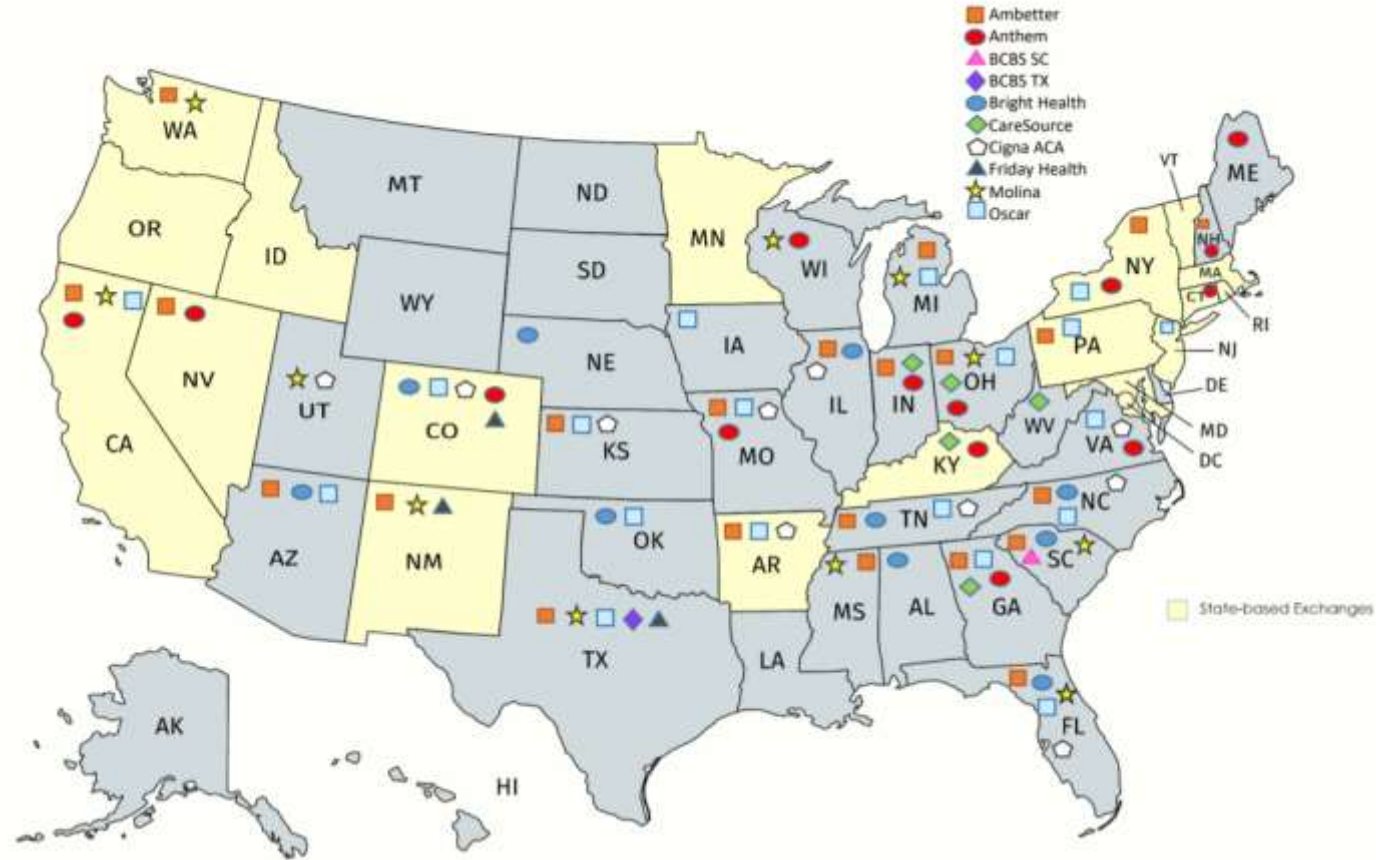 Ambetter
Anthem
BCBS SC
BCBS TX
Bright Health
CareSource
Cigna ACA
Friday Health
Molina
Oscar
WA
MT
ND
MN
VT
ME
OR
ID
SD
WI
MI
NY
NH
MA
CT
RI
WY
IA
PA
NJ
NE
NV
UT
CO
IL
IN
OH
DE
CA
KS
MO
KY
WV
VA
MD
DC
AZ
NM
OK
AR
TN
NC
SC
MS
AL
GA
State-based Exchanges
TX
LA
FL
AK
HI